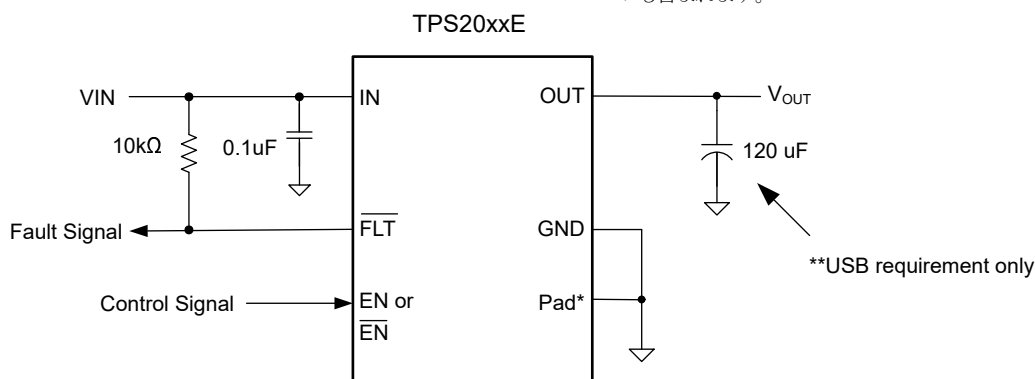 TPS20xxE
VIN
IN
OUT
V_OUT
10kΩ
0.1uF
120 uF
Fault Signal
FLT
GND
**USB requirement only
Control Signal
EN or
EN
Pad*